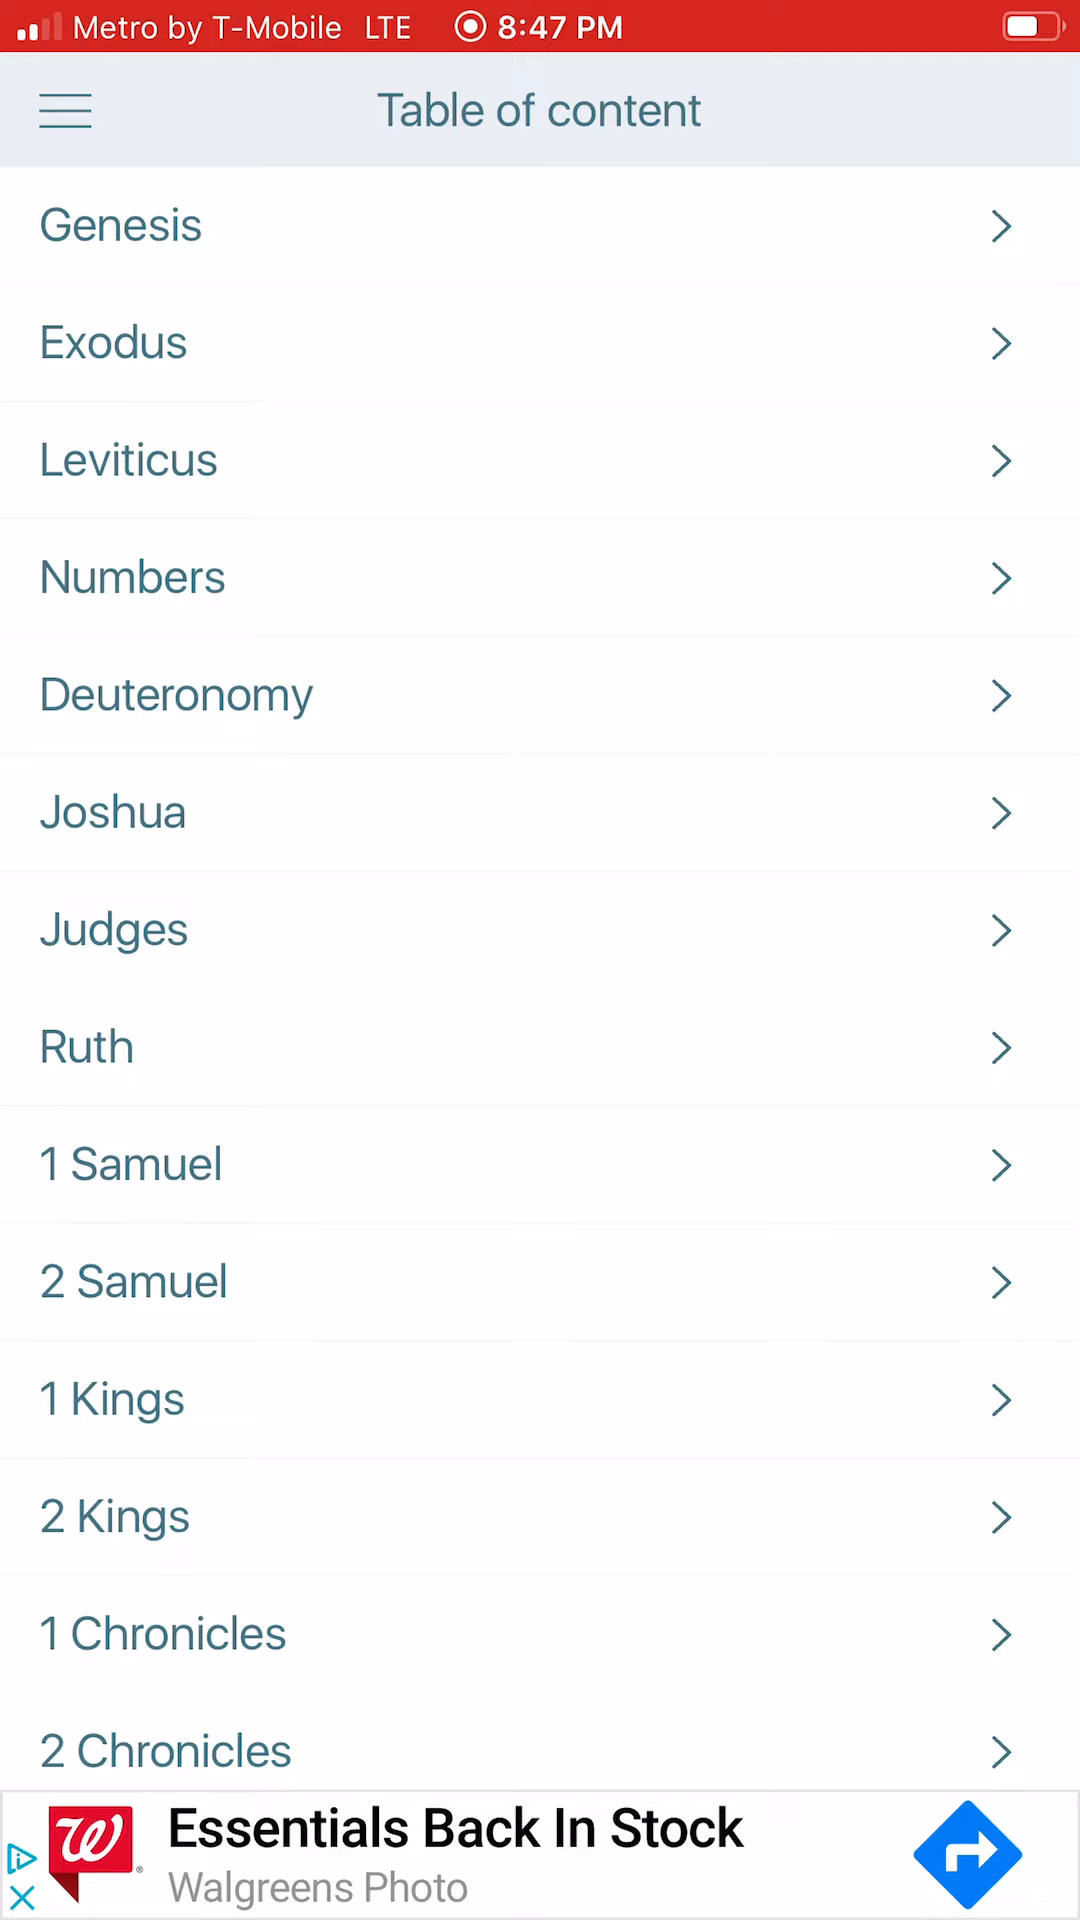 Metro by T-Mobile LTE 8:47 PM
Table of content
Genesis
Exodus
Leviticus
Numbers
Deuteronomy
Joshua
Judges
Ruth
1 Samuel
2 Samuel
1 Kings
2 Kings
1 Chronicles
2 Chronicles
Essentials Back In Stock
Walgreens Photo